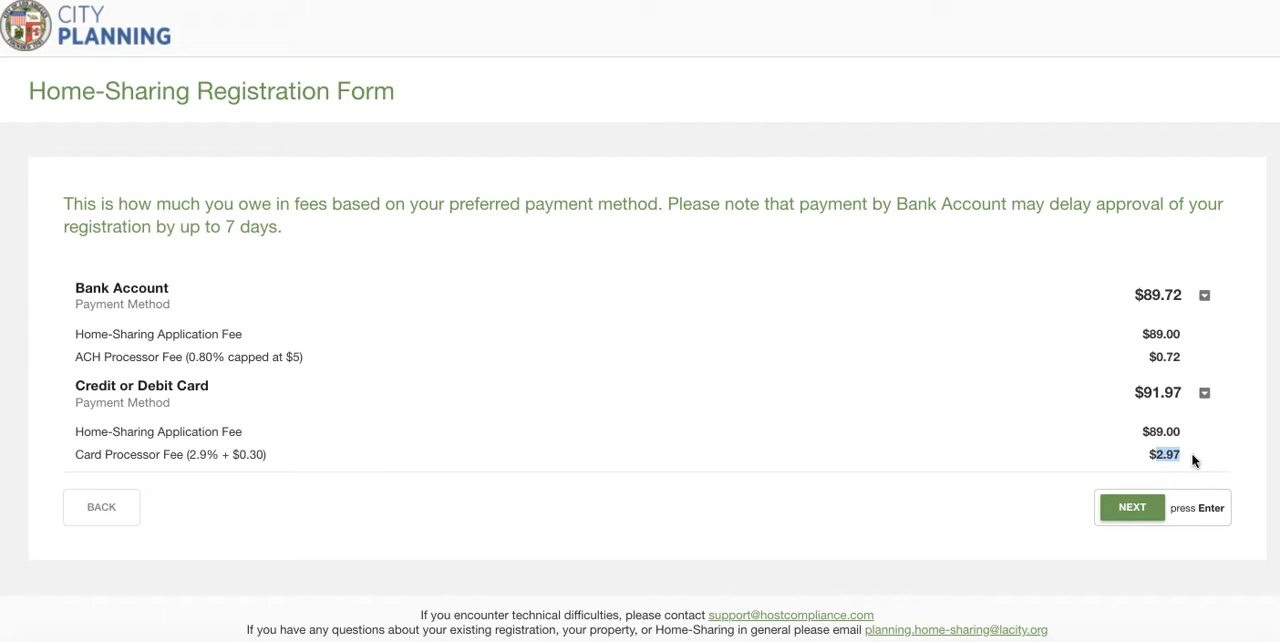 CITY
PLANNING
Home-Sharing Registration Form
This is how much you owe in fees based on your preferred payment method. Please note that payment by Bank Account may delay approval of your
registration by up to 7 days.
Bank Account
Payment Method
$89.72
Home-Sharing Application Fee $89.00
ACH Processor Fee (0.80% capped at $5) $0.72
Credit or Debit Card
Payment Method
$91.97
Home-Sharing Application Fee $89.00
Card Processor Fee (2.9% + $0.30) $2.97
BACK NEXT press Enter
If you encounter technical difficulties, please contact support@hostcompliance.com
If you have any questions about your existing registration, your property, or Home-Sharing in general please email planning.home-sharing@lacity.org